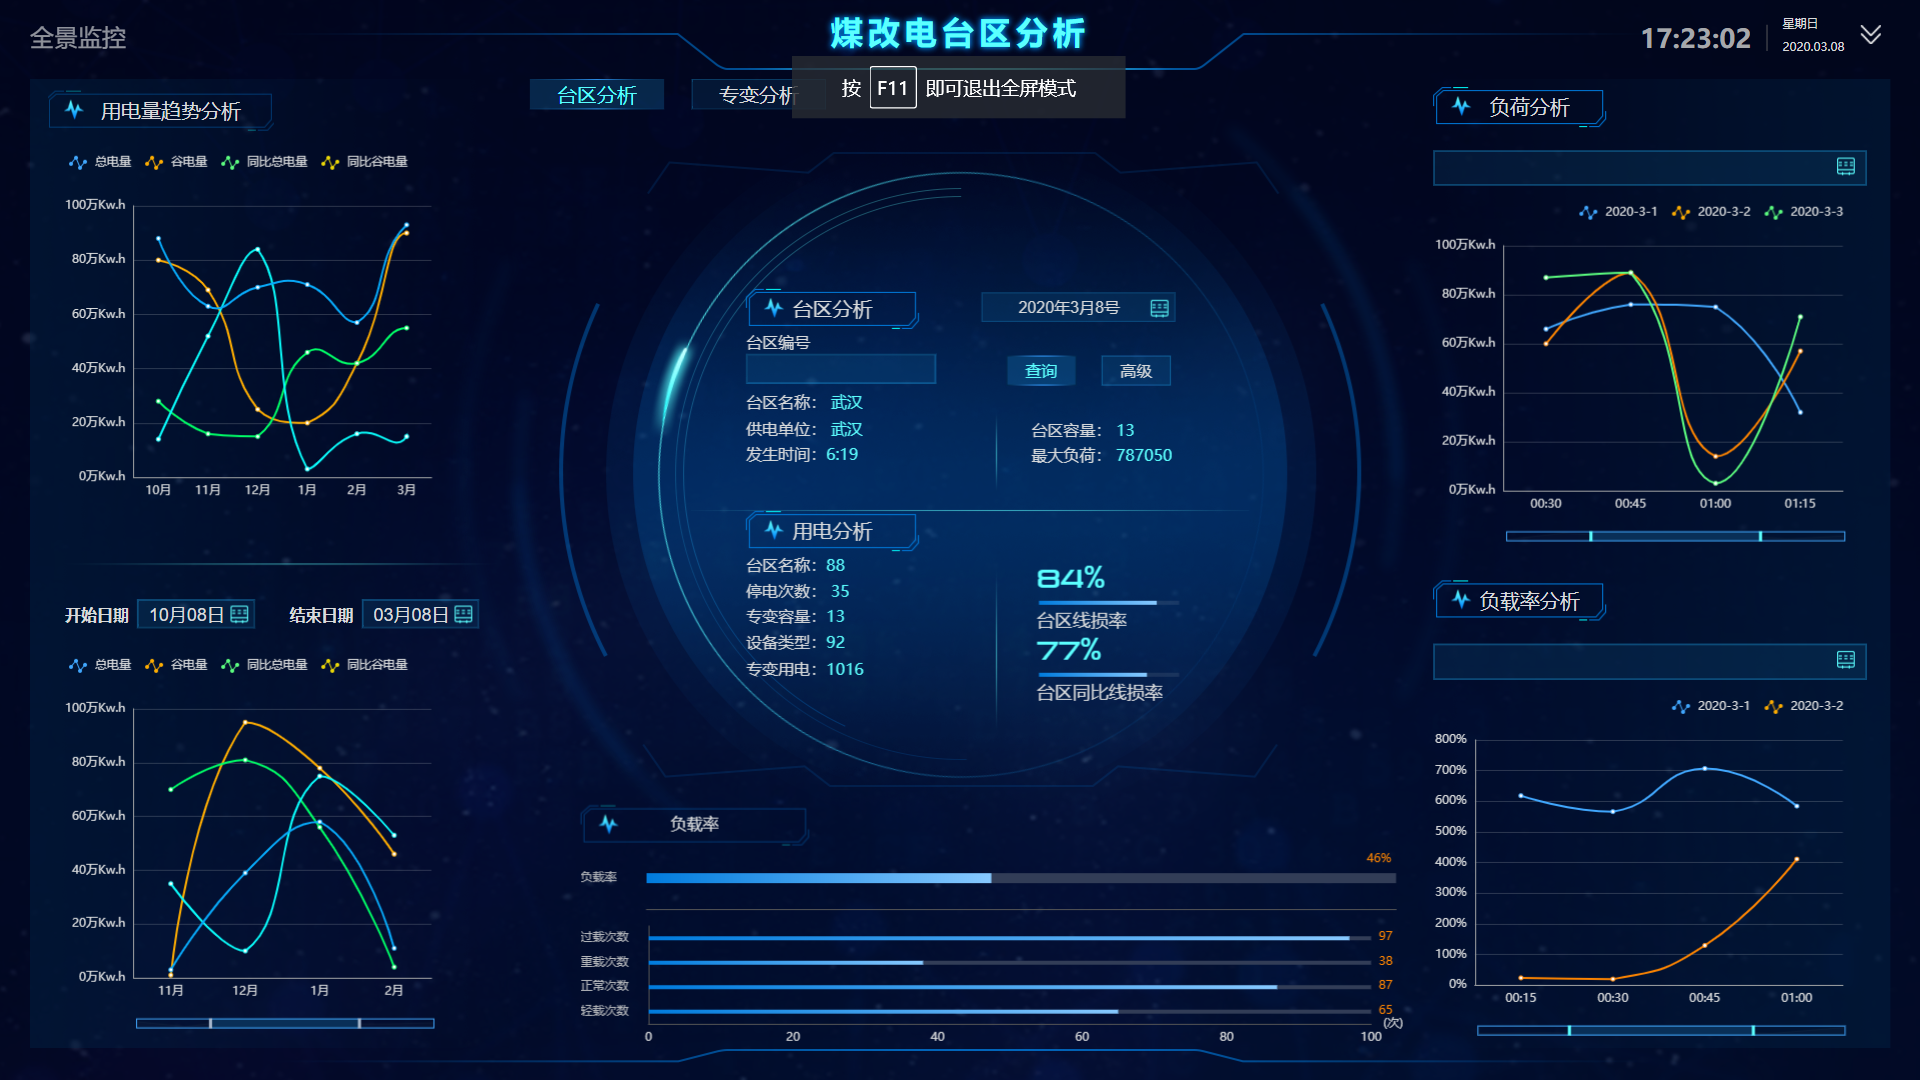 全景监控
煤改电台区分析
17:23:02
星期日
2020.03.08
按 F11 即可退出全屏模式
台区分析
专变分析
用电量趋势分析
总电量 谷电量 同比总电量 同比谷电量
100万Kw.h
80万Kw.h
60万Kw.h
40万Kw.h
20万Kw.h
0万Kw.h
10月 11月 12月 1月 2月 3月
开始日期 10月08日 结束日期 03月08日
总电量 谷电量 同比总电量 同比谷电量
100万Kw.h
80万Kw.h
60万Kw.h
40万Kw.h
20万Kw.h
0万Kw.h
11月 12月 1月 2月
台区分析
2020年3月8号
台区编号
查询 高级
台区名称： 武汉
供电单位： 武汉
发生时间：6:19
台区容量： 13
最大负荷： 787050
用电分析
台区名称：88
停电次数： 35
专变容量：13
设备类型：92
专变用电：1016
84%
台区线损率
77%
台区同比线损率
负载率
46%
负载率
过载次数 97
重载次数 38
正常次数 87
轻载次数 65
(次)
0 20 40 60 80 100
负荷分析
2020-3-1 2020-3-2 2020-3-3
100万Kw.h
80万Kw.h
60万Kw.h
40万Kw.h
20万Kw.h
0万Kw.h
00:30 00:45 01:00 01:15
负载率分析
2020-3-1 2020-3-2
800%
700%
600%
500%
400%
300%
200%
100%
0%
00:15 00:30 00:45 01:00